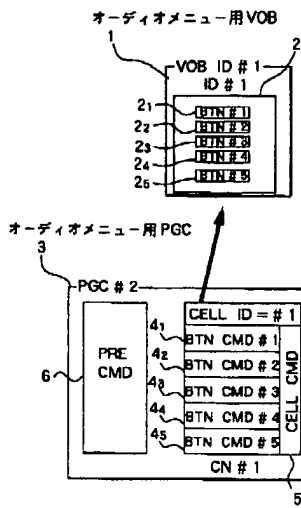 オーディオメニュー用VOB
1
2
VOB ID#1
ID#1
2₁ BTN#1
2₂ BTN#2
2₃ BTN#3
2₄ BTN#4
2₅ BTN#5
オーディオメニュー用PGC
3
PGC#2
CELL ID=#1
4₁ BTN CMD#1
4₂ BTN CMD#2
4₃ BTN CMD#3
4₄ BTN CMD#4
4₅ BTN CMD#5
PRE
CMD
6
CELL CMD
CN#1
5